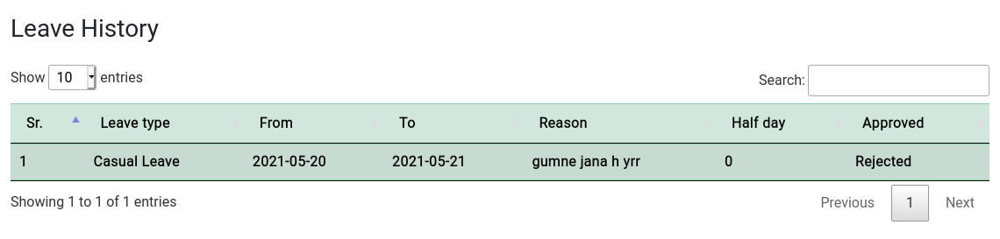 Leave History
Show 10 entries Search:
Sr. Leave type From To Reason Half day Approved
1 Casual Leave 2021-05-20 2021-05-21 gumne jana h yrr 0 Rejected
Showing 1 to 1 of 1 entries Previous 1 Next